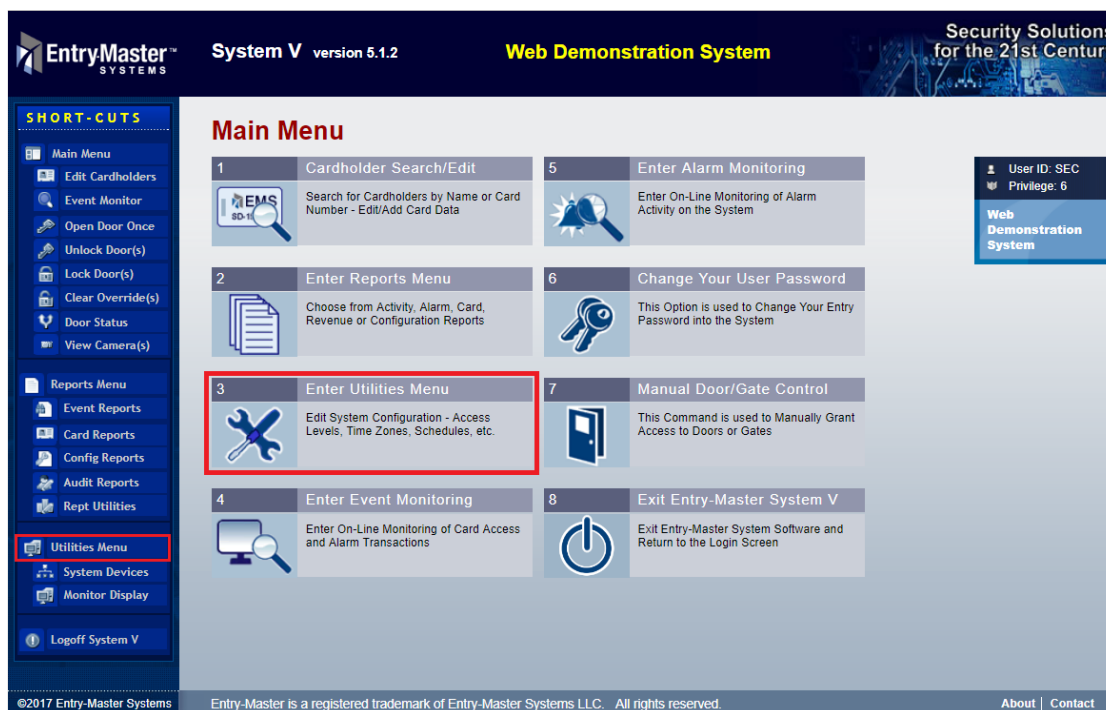 EntryMaster™
SYSTEMS
System V version 5.1.2
Web Demonstration System
Security Solutions
for the 21st Centur
SHORT-CUTS
Main Menu
Edit Cardholders
Event Monitor
Open Door Once
Unlock Door(s)
Lock Door(s)
Clear Override(s)
Door Status
View Camera(s)
Reports Menu
Event Reports
Card Reports
Config Reports
Audit Reports
Rept Utilities
Utilities Menu
System Devices
Monitor Display
Logoff System V
Main Menu
1 Cardholder Search/Edit
EMS
Search for Cardholders by Name or Card
Number - Edit/Add Card Data
2 Enter Reports Menu
Choose from Activity, Alarm, Card,
Revenue or Configuration Reports
3 Enter Utilities Menu
Edit System Configuration - Access
Levels, Time Zones, Schedules, etc.
4 Enter Event Monitoring
Enter On-Line Monitoring of Card Access
and Alarm Transactions
5 Enter Alarm Monitoring
Enter On-Line Monitoring of Alarm
Activity on the System
6 Change Your User Password
This Option is used to Change Your Entry
Password into the System
7 Manual Door/Gate Control
This Command is used to Manually Grant
Access to Doors or Gates
8 Exit Entry-Master System V
Exit Entry-Master System Software and
Return to the Login Screen
User ID: SEC
Privilege: 6
Web
Demonstration
System
©2017 Entry-Master Systems
Entry-Master is a registered trademark of Entry-Master Systems LLC. All rights reserved.
About | Contact